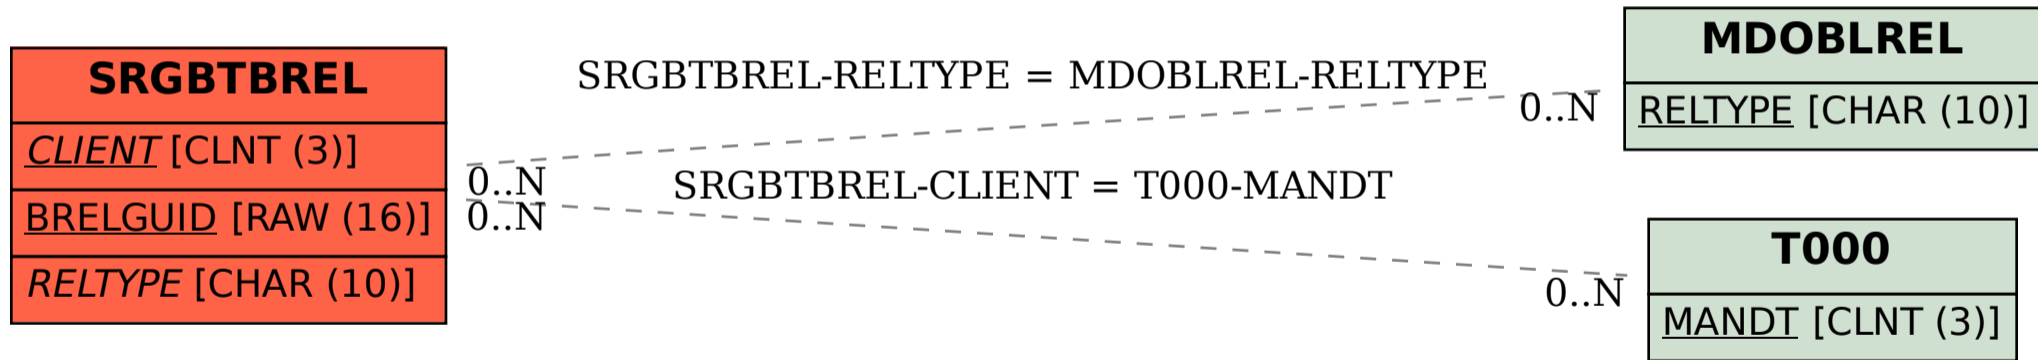 SRGBTBREL
CLIENT [CLNT (3)]
BRELGUID [RAW (16)]
RELTYPE [CHAR (10)]
SRGBTBREL-RELTYPE = MDOBLREL-RELTYPE
0..N
0..N
SRGBTBREL-CLIENT = T000-MANDT
0..N
0..N
MDOBLREL
RELTYPE [CHAR (10)]
T000
MANDT [CLNT (3)]